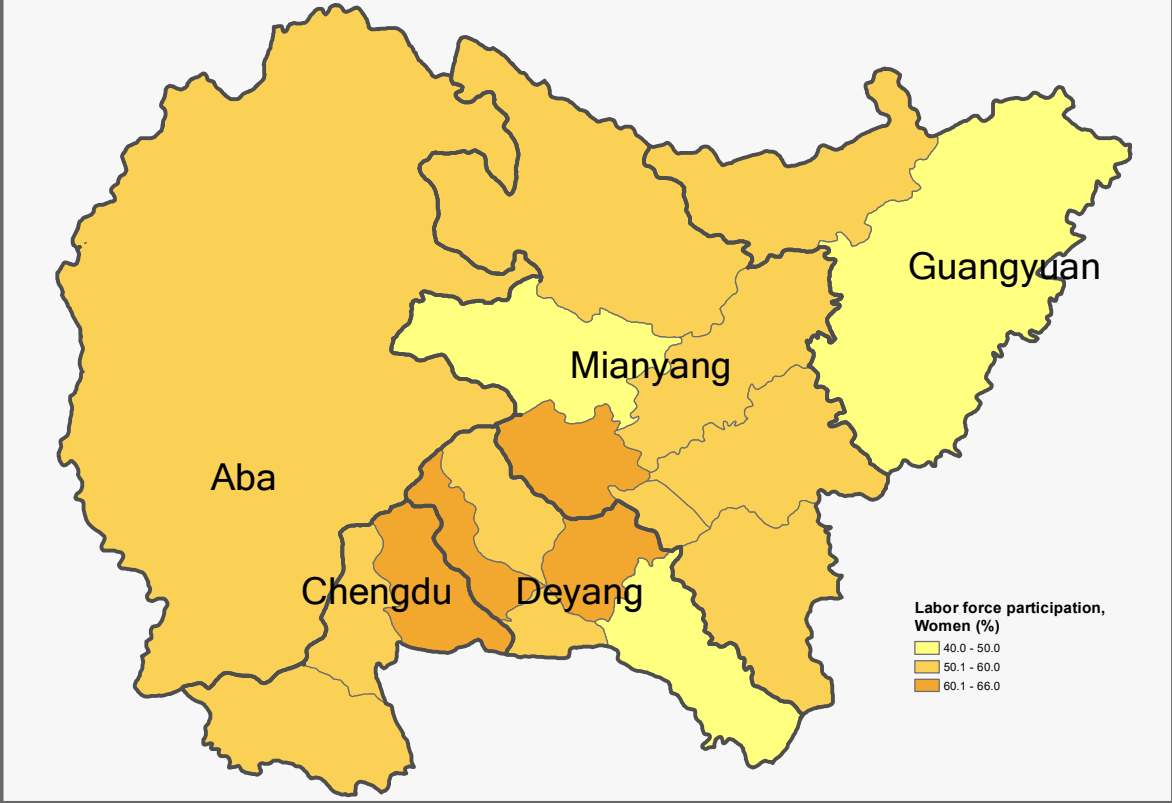 Guangyuan
Mianyang
Aba
Chengdu
Deyang
Labor force participation,
Women (%)
40.0 - 50.0
50.1 - 60.0
60.1 - 66.0